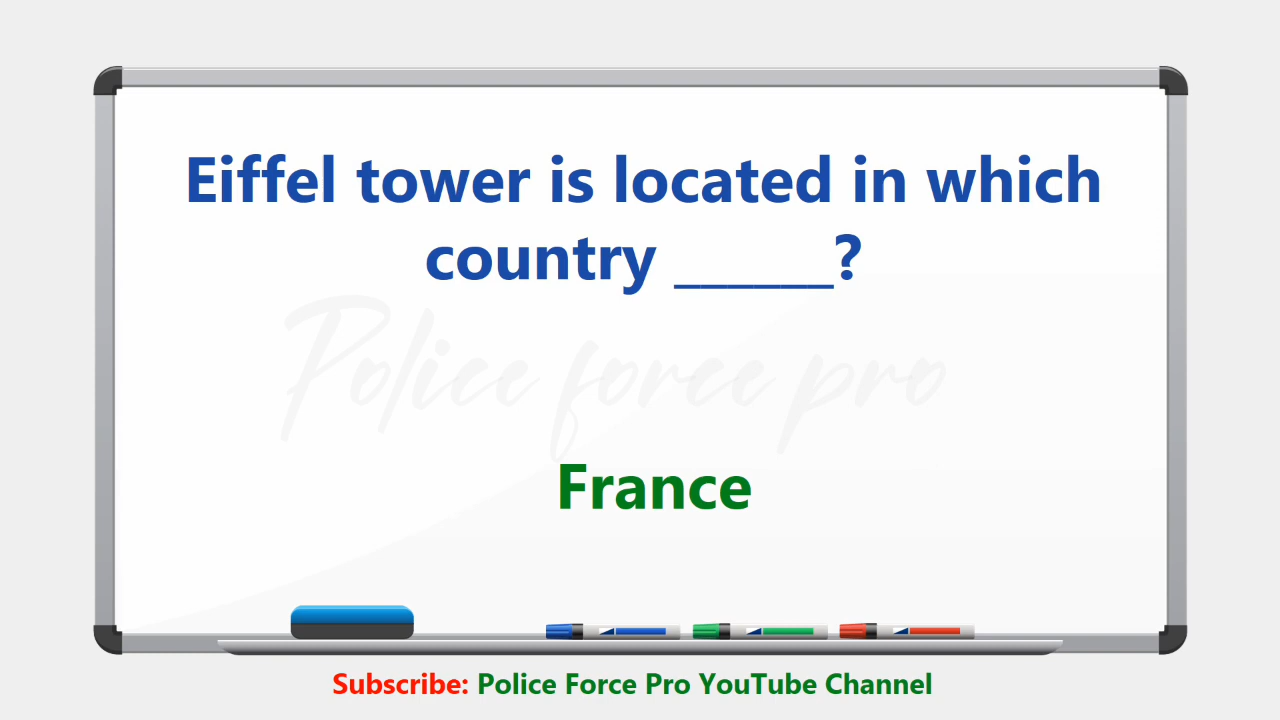 Eiffel tower is located in which
country ______?
Police force pro
France
Subscribe: Police Force Pro YouTube Channel